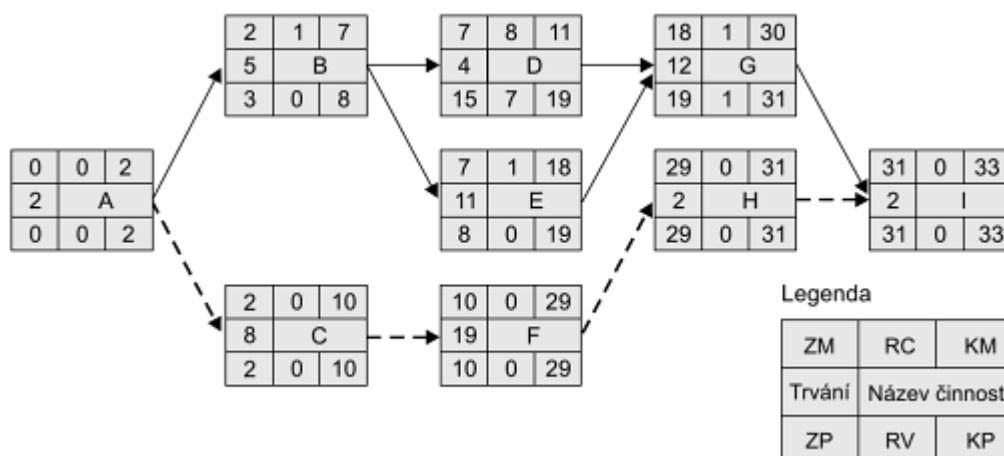 2 1 7
5 B
3 0 8
7 8 11
4 D
15 7 19
18 1 30
12 G
19 1 31
0 0 2
2 A
0 0 2
7 1 18
11 E
8 0 19
29 0 31
2 H
29 0 31
31 0 33
2 I
31 0 33
2 0 10
8 C
2 0 10
10 0 29
19 F
10 0 29
Legenda
ZM RC KM
Trvání Název činnost
ZP RV KP